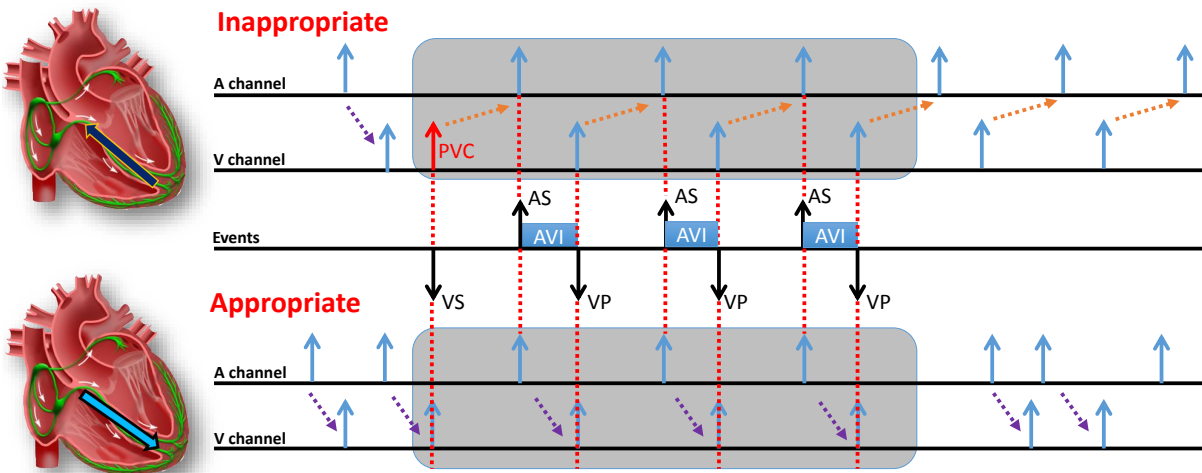 Inappropriate
A channel
PVC
V channel
AS AS AS
AVI AVI AVI
Events
VS VP VP VP
Appropriate
A channel
V channel